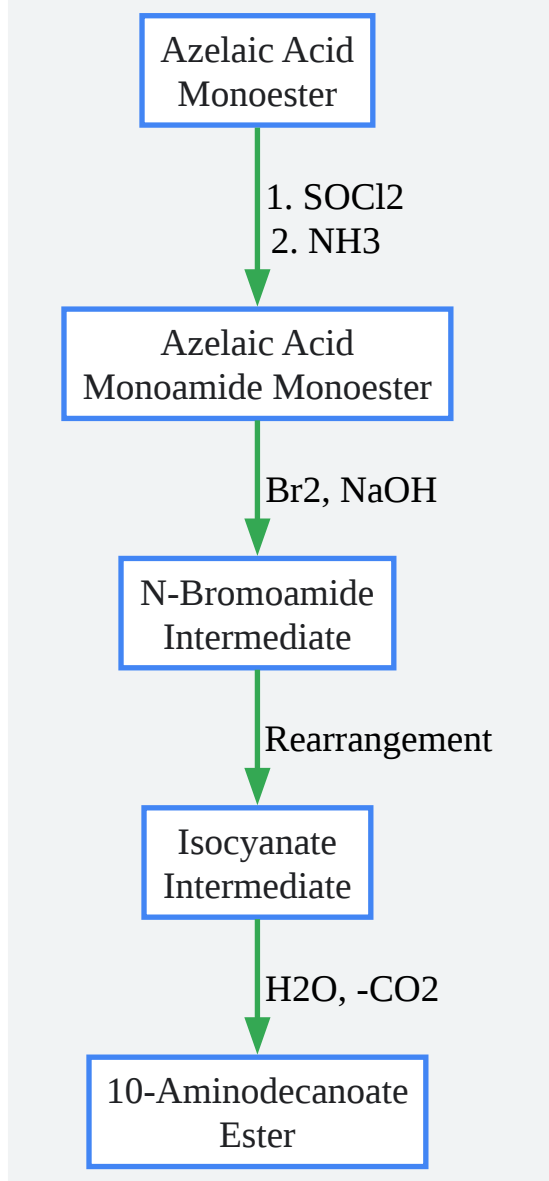 Azelaic Acid
Monoester
1. SOCl2
2. NH3
Azelaic Acid
Monoamide Monoester
Br2, NaOH
N-Bromoamide
Intermediate
Rearrangement
Isocyanate
Intermediate
H2O, -CO2
10-Aminodecanoate
Ester